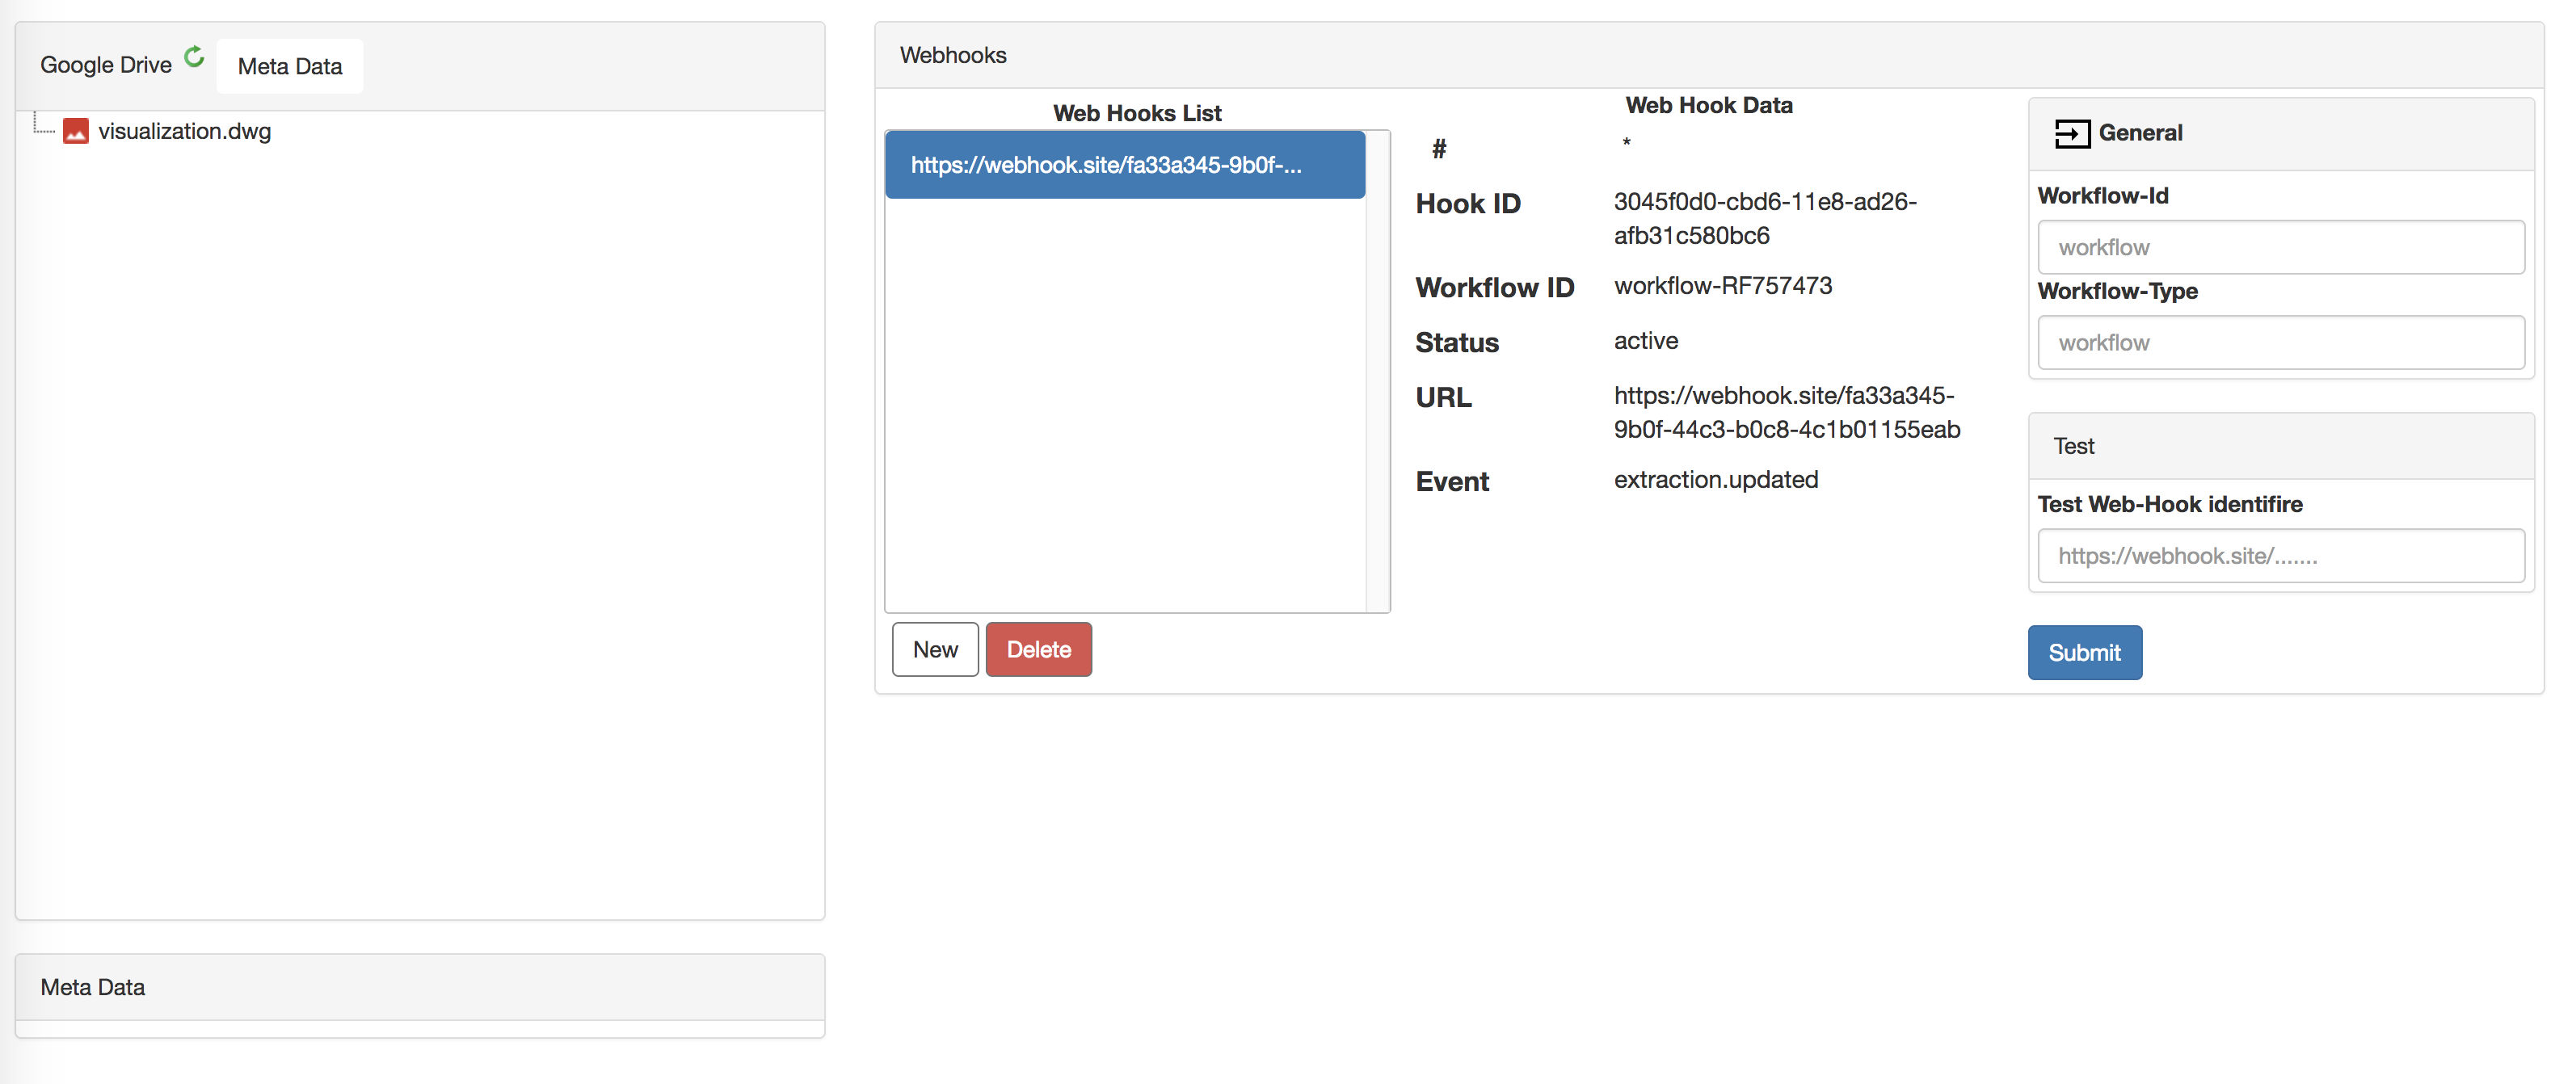 Google Drive
Meta Data
visualization.dwg
Meta Data
Webhooks
Web Hooks List
https://webhook.site/fa33a345-9b0f-...
New
Delete
Web Hook Data
# *
Hook ID 3045f0d0-cbd6-11e8-ad26-
afb31c580bc6
Workflow ID workflow-RF757473
Status active
URL https://webhook.site/fa33a345-
9b0f-44c3-b0c8-4c1b01155eab
Event extraction.updated
General
Workflow-Id
workflow
Workflow-Type
workflow
Test
Test Web-Hook identifire
https://webhook.site/.......
Submit